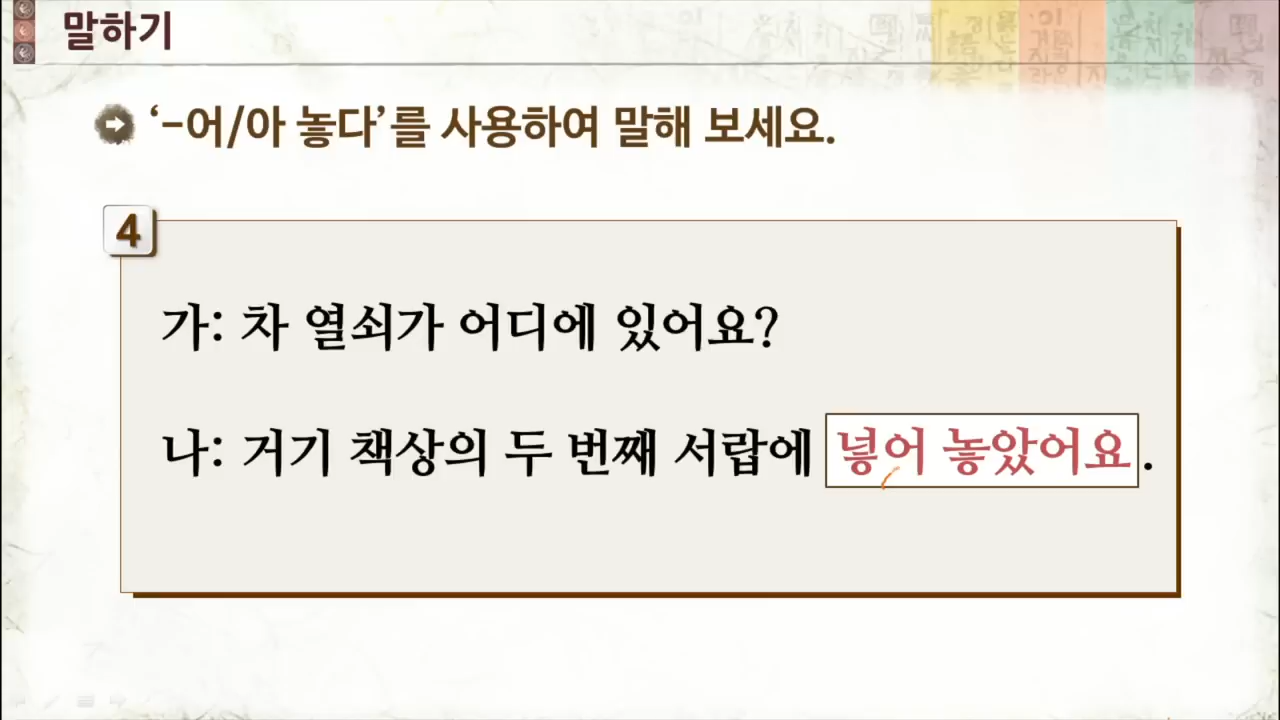 말하기
‘-어/아 놓다’를 사용하여 말해 보세요.
4
가: 차 열쇠가 어디에 있어요?
나: 거기 책상의 두 번째 서랍에 넣어 놓았어요.